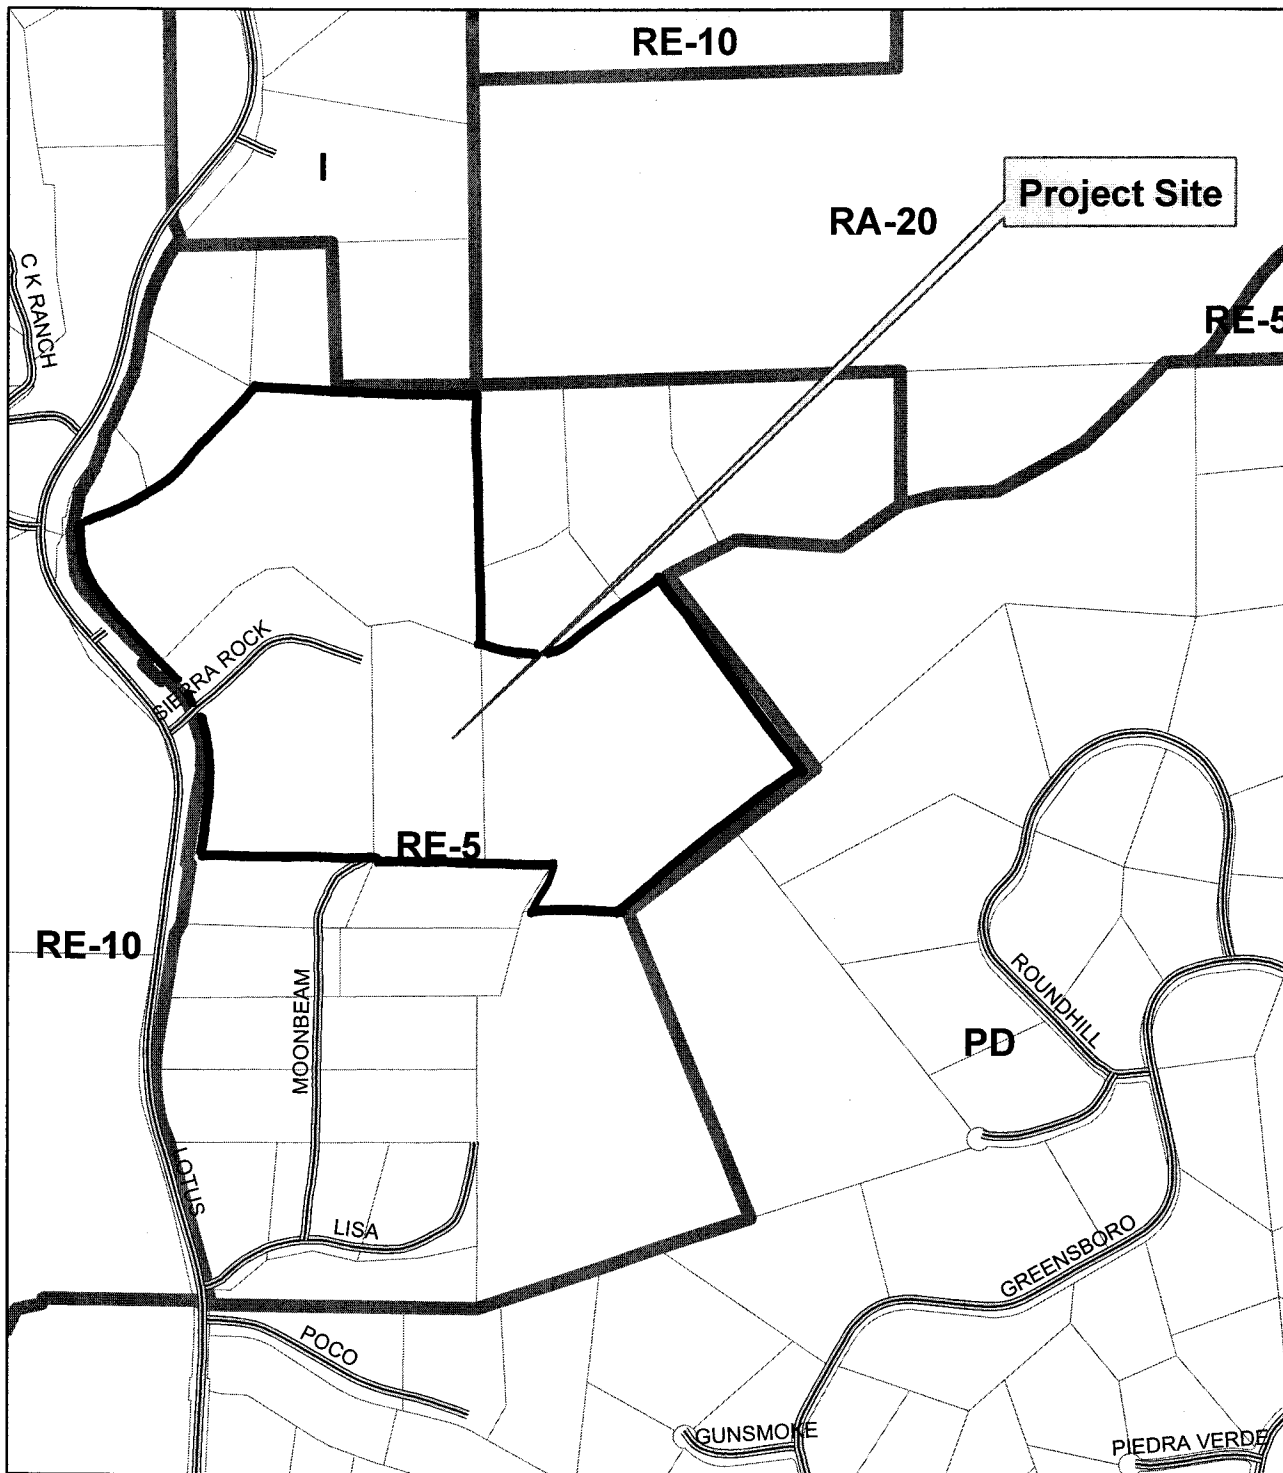 RE-10
I
Project Site
RA-20
C K RANCH
RE-5
SIERRA ROCK
RE-5
RE-10
MOONBEAM
ROUNDHILL
PD
LOTUS
LISA
GREENSBORO
POCO
GUNSMOKE
PIEDRA VERDE